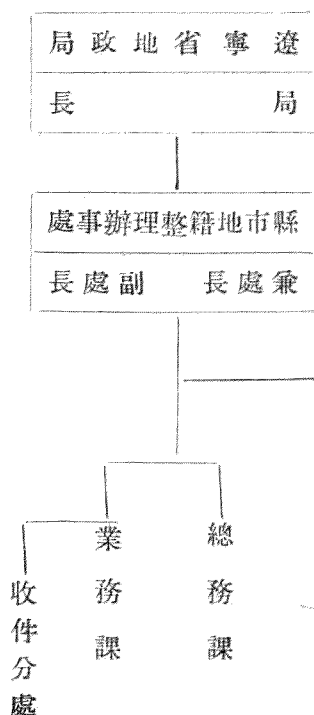 遼寧省地政局
局長
縣市地籍整理辦事處
兼處長　副處長
總務課
業務課
收件分處